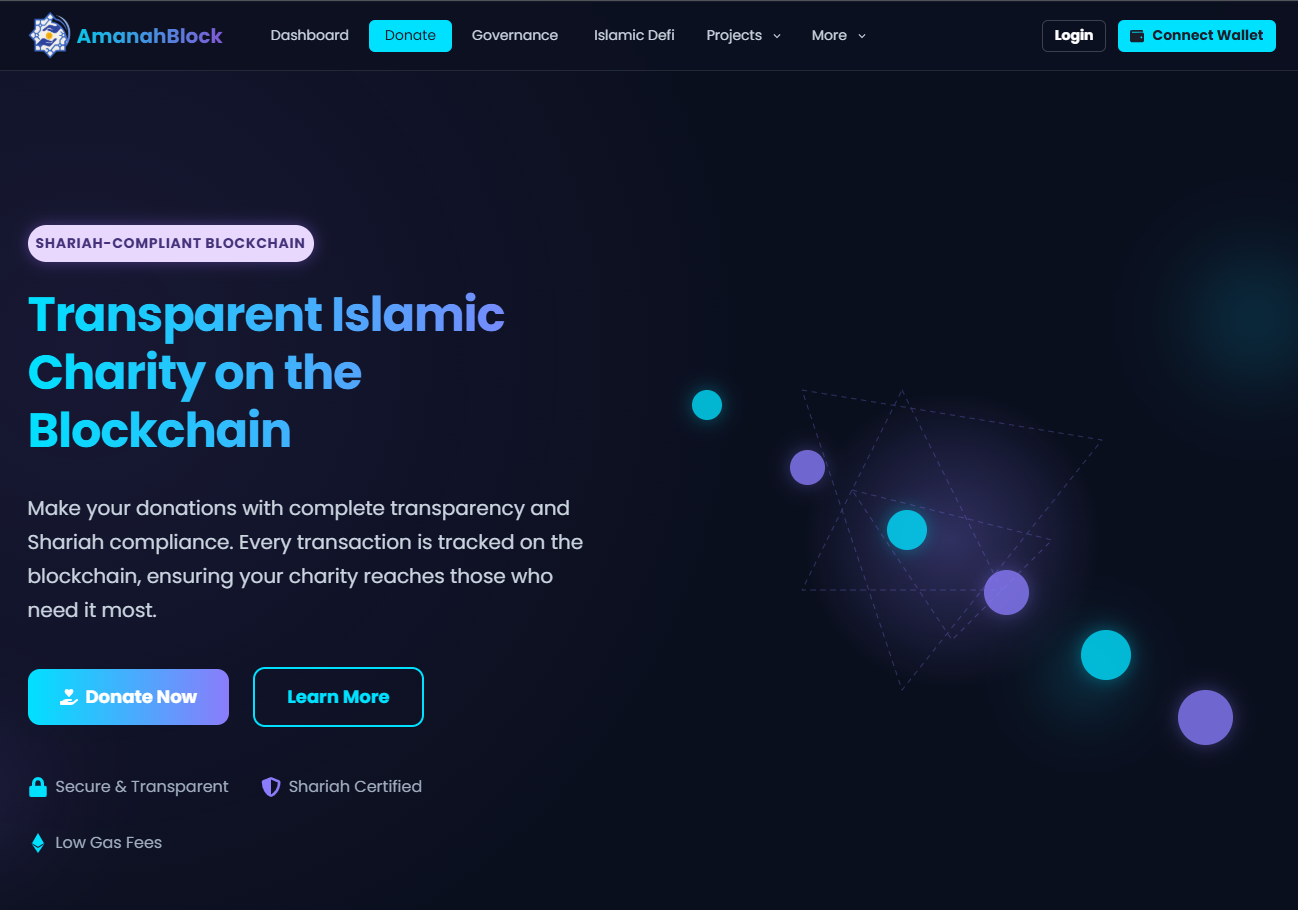 AmanahBlock
Dashboard
Donate
Governance
Islamic Defi
Projects
More
Login
Connect Wallet
SHARIAH-COMPLIANT BLOCKCHAIN
Transparent Islamic
Charity on the
Blockchain
Make your donations with complete transparency and
Shariah compliance. Every transaction is tracked on the
blockchain, ensuring your charity reaches those who
need it most.
Donate Now
Learn More
Secure & Transparent
Shariah Certified
Low Gas Fees